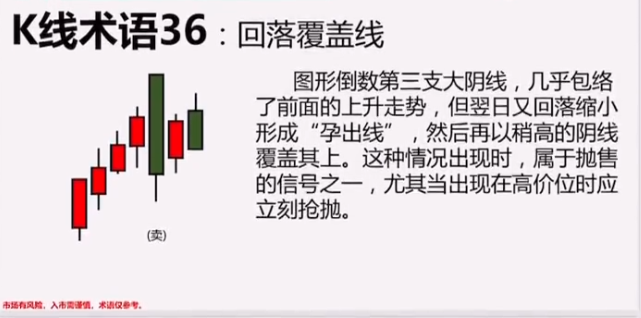 K线术语36：回落覆盖线
图形倒数第三支大阴线，几乎包络
了前面的上升走势，但翌日又回落缩小
形成“孕出线”，然后再以稍高的阴线
覆盖其上。这种情况出现时，属于抛售
的信号之一，尤其当出现在高价位时应
立刻抢抛。
(卖)
市场有风险，入市需谨慎，术语仅参考。